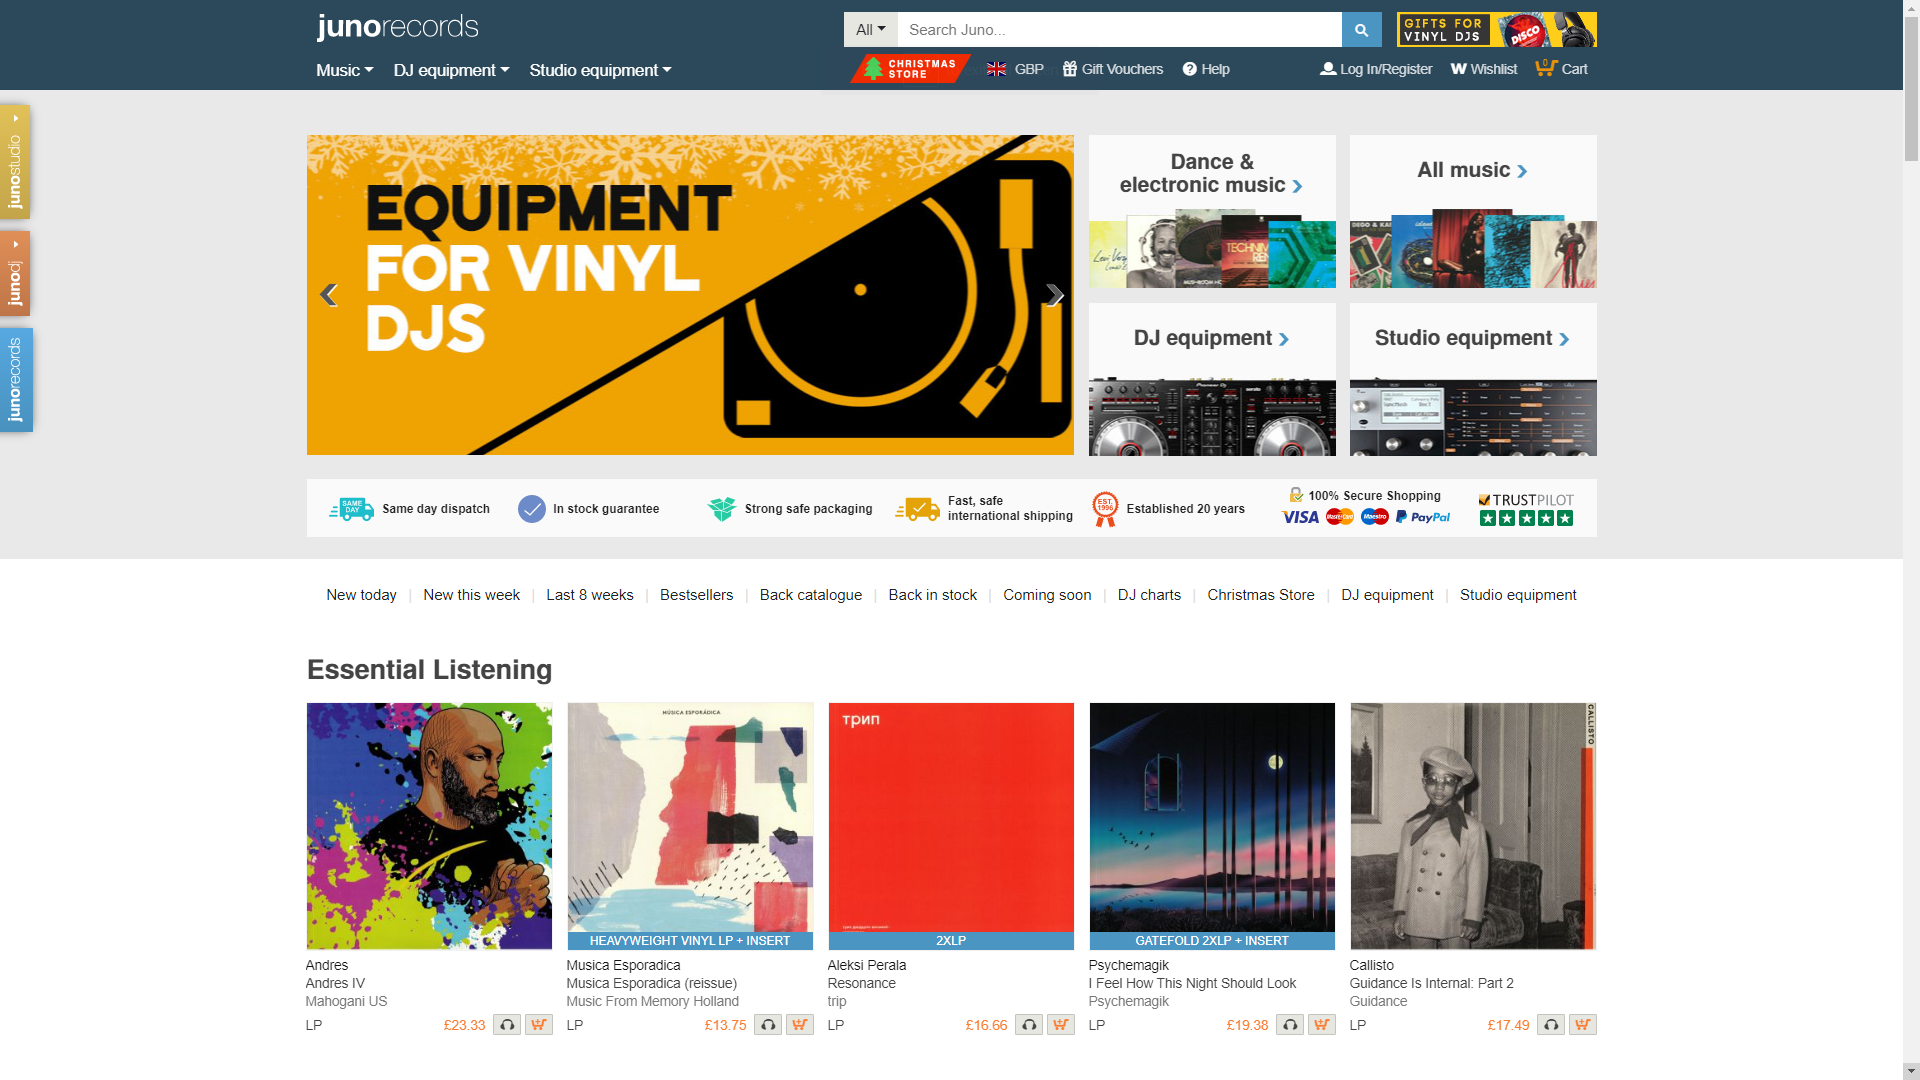 junorecords
All
Search Juno...
GIFTS FOR
VINYL DJS
DISCO
Music
DJ equipment
Studio equipment
CHRISTMAS
STORE
GBP
Gift Vouchers
Help
Log In/Register
Wishlist
0
Cart
junostudio
junodj
junorecords
EQUIPMENT
FOR VINYL
DJS
Dance &
electronic music
All music
DJ equipment
Studio equipment
SAME
DAY
Same day dispatch
In stock guarantee
Strong safe packaging
Fast, safe
international shipping
EST.
1996
Established 20 years
100% Secure Shopping
VISA
MasterCard
Maestro
PayPal
TRUSTPILOT
New today
New this week
Last 8 weeks
Bestsellers
Back catalogue
Back in stock
Coming soon
DJ charts
Christmas Store
DJ equipment
Studio equipment
Essential Listening
MÚSICA ESPORÁDICA
трип
CALLISTO
HEAVYWEIGHT VINYL LP + INSERT
2XLP
GATEFOLD 2XLP + INSERT
Andres
Andres IV
Mahogani US
LP
£23.33
Musica Esporadica
Musica Esporadica (reissue)
Music From Memory Holland
LP
£13.75
Aleksi Perala
Resonance
trip
LP
£16.66
Psychemagik
I Feel How This Night Should Look
Psychemagik
LP
£19.38
Callisto
Guidance Is Internal: Part 2
Guidance
LP
£17.49